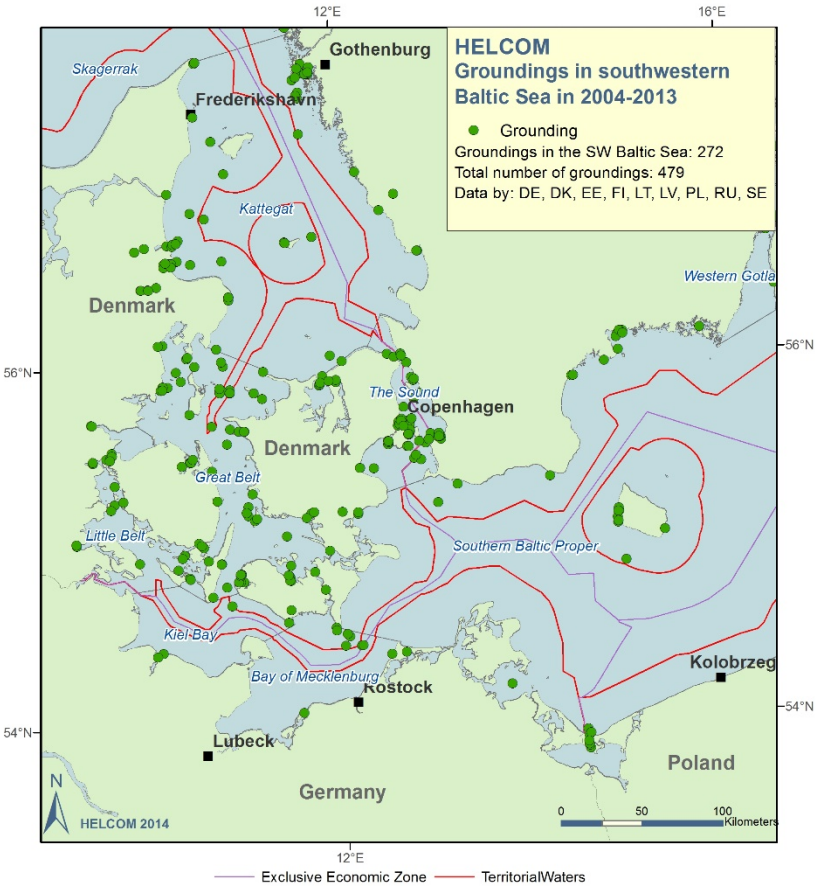 12°E
16°E
HELCOM
Groundings in southwestern
Baltic Sea in 2004-2013
Grounding
Groundings in the SW Baltic Sea: 272
Total number of groundings: 479
Data by: DE, DK, EE, FI, LT, LV, PL, RU, SE
Gothenburg
Skagerrak
Frederikshavn
Kattegat
Western Gotla
Denmark
56°N
56°N
The Sound
Copenhagen
Denmark
Great Belt
Little Belt
Southern Baltic Proper
Kiel Bay
Bay of Mecklenburg
Kolobrzeg
Rostock
54°N
54°N
Lubeck
Poland
Germany
N
HELCOM 2014
0 50 100
Kilometers
12°E
Exclusive Economic Zone TerritorialWaters